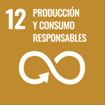 12 PRODUCCIÓN
Y CONSUMO
RESPONSABLES